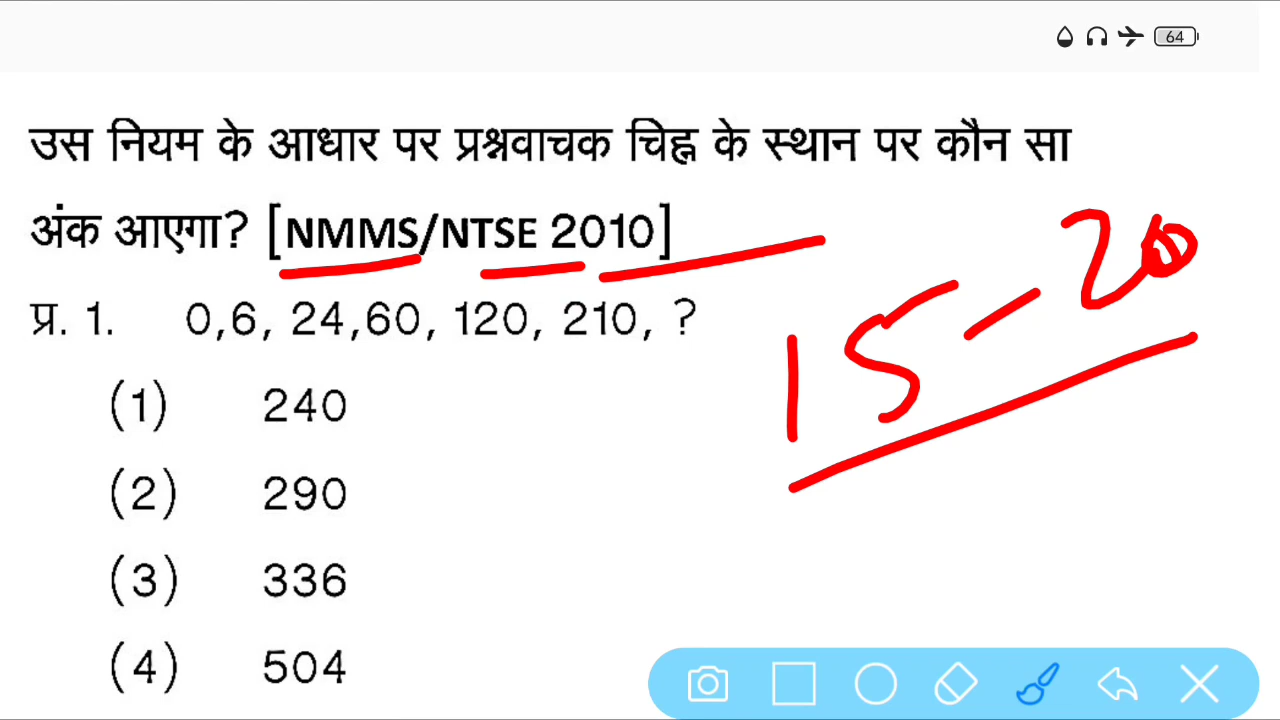 64
उस नियम के आधार पर प्रश्नवाचक चिह्न के स्थान पर कौन सा
अंक आएगा? [NMMS/NTSE 2010]
15-20
प्र. 1. 0,6, 24,60, 120, 210, ?
(1) 240
(2) 290
(3) 336
(4) 504